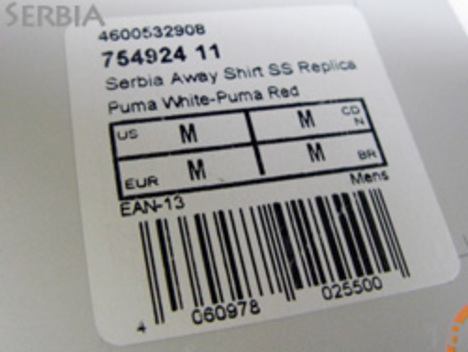 SERBIA
4600532908
754924 11
Serbia Away Shirt SS Replica
Puma White-Puma Red
US M M CDN
EUR M M BR
EAN-13 Mens
4 060978 025500